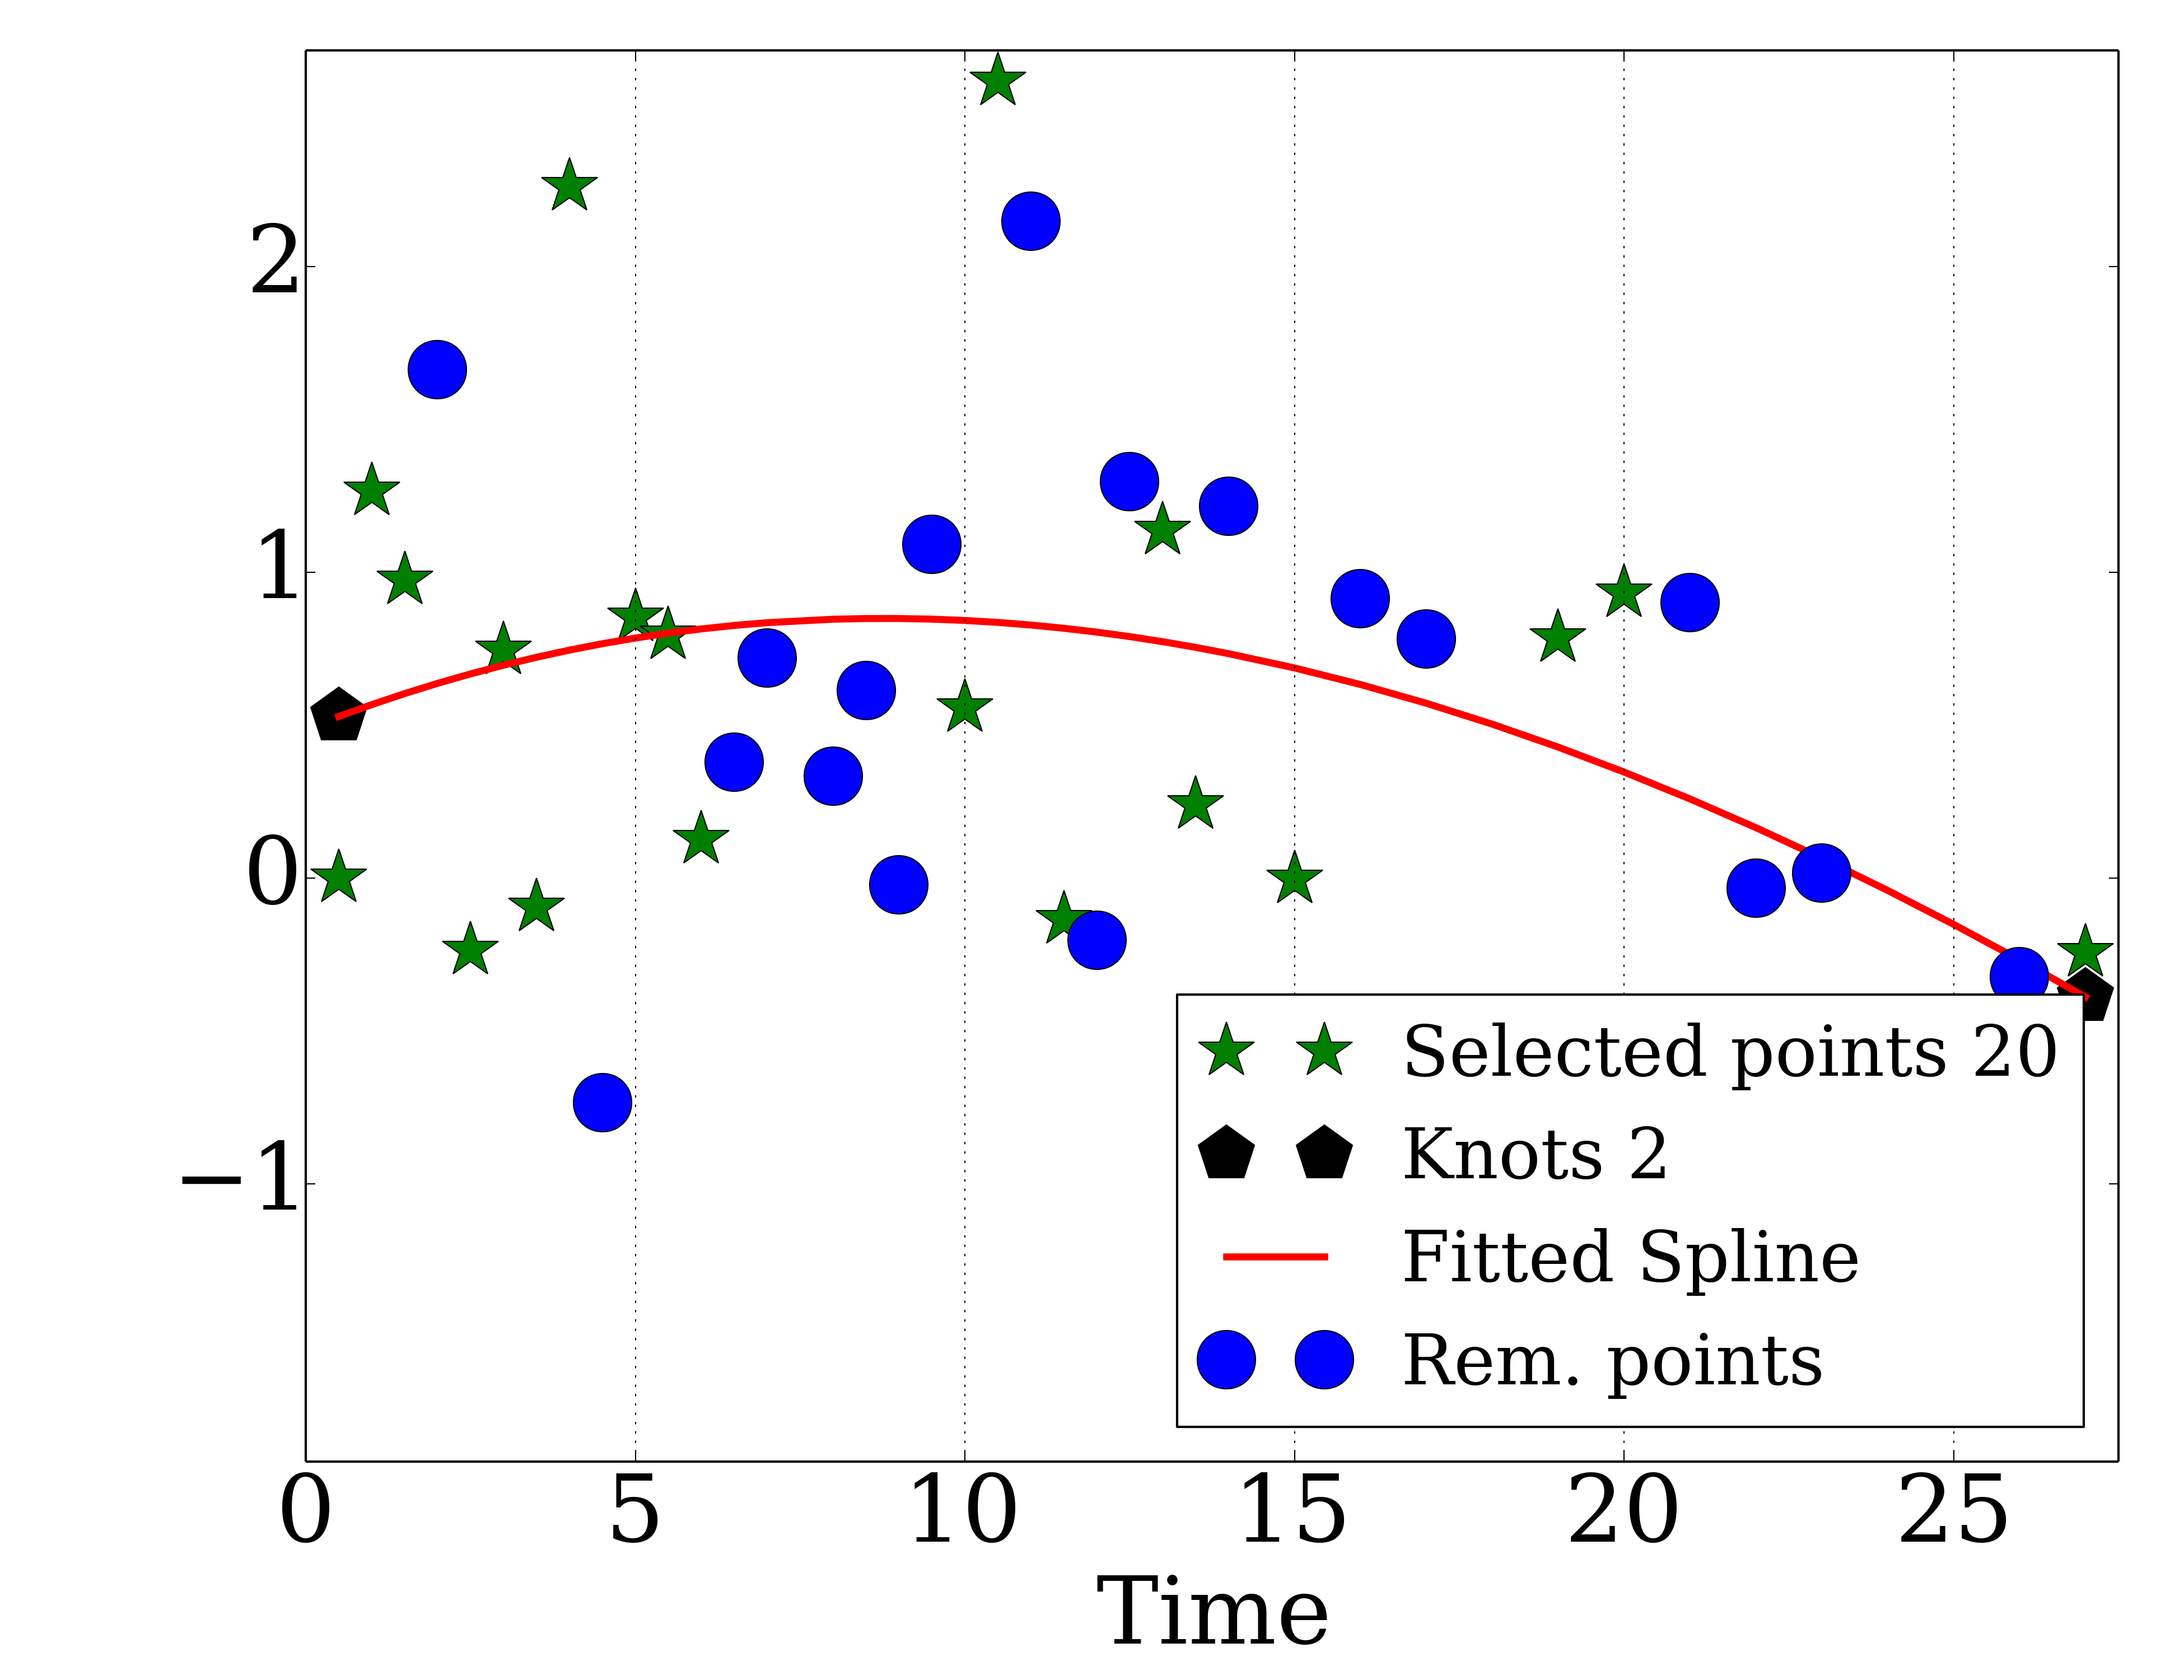 2
1
0
−1
0 5 10 15 20 25
Time
Selected points 20
Knots 2
Fitted Spline
Rem. points